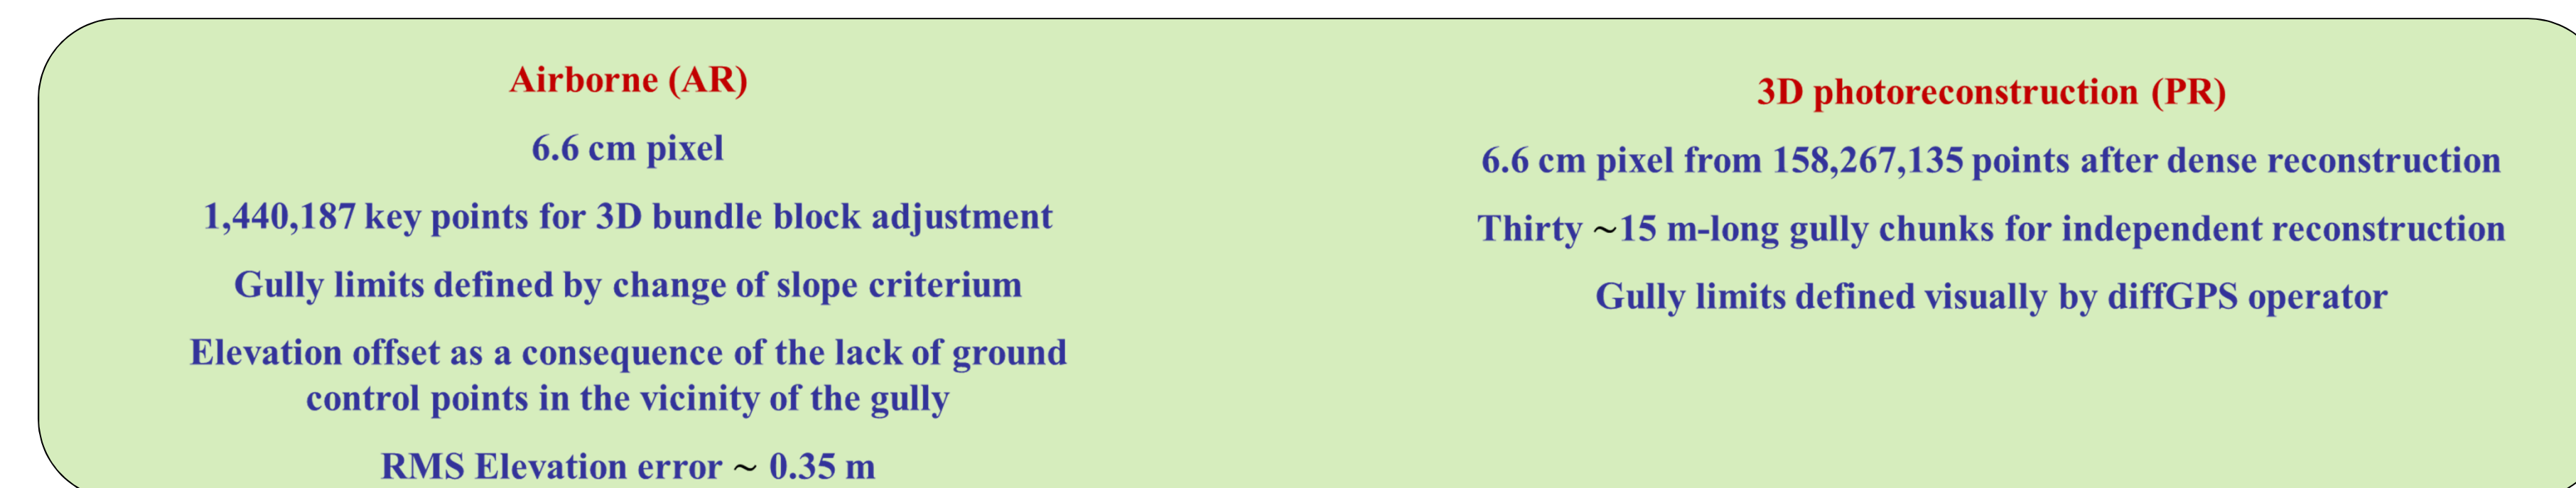 Airborne (AR)
6.6 cm pixel
1,440,187 key points for 3D bundle block adjustment
Gully limits defined by change of slope criterium
Elevation offset as a consequence of the lack of ground
control points in the vicinity of the gully
RMS Elevation error ~ 0.35 m
3D photoreconstruction (PR)
6.6 cm pixel from 158,267,135 points after dense reconstruction
Thirty ~15 m-long gully chunks for independent reconstruction
Gully limits defined visually by diffGPS operator